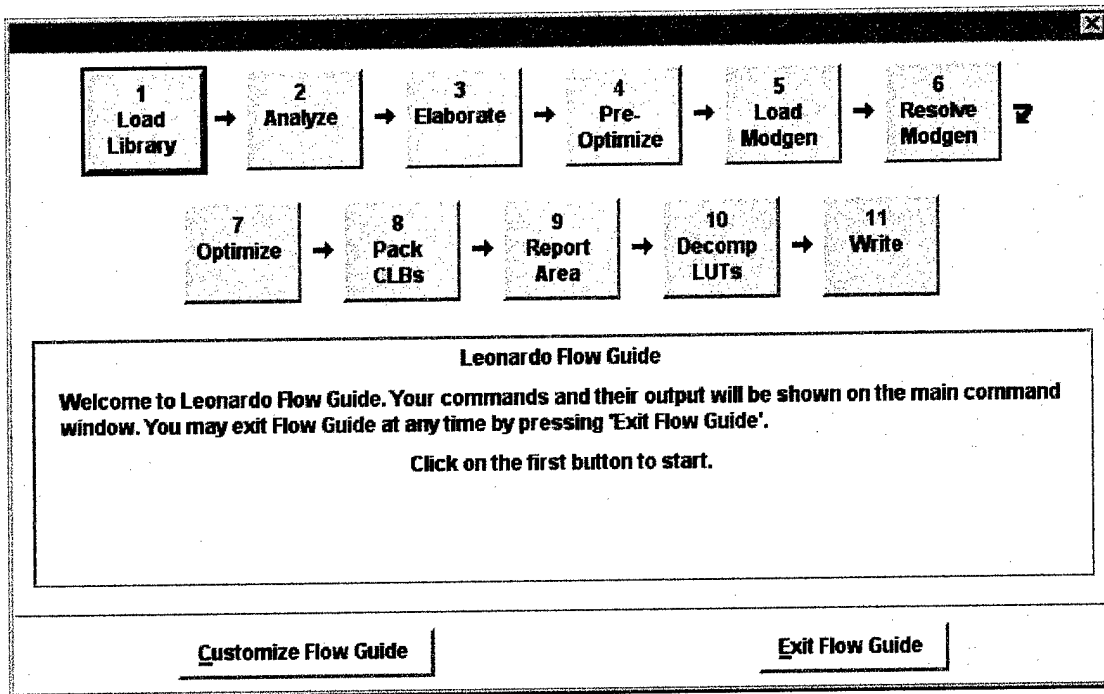 1
Load
Library
2
Analyze
3
Elaborate
4
Pre-
Optimize
5
Load
Modgen
6
Resolve
Modgen
7
Optimize
8
Pack
CLBs
9
Report
Area
10
Decomp
LUTs
11
Write
Leonardo Flow Guide
Welcome to Leonardo Flow Guide. Your commands and their output will be shown on the main command
window. You may exit Flow Guide at any time by pressing 'Exit Flow Guide'.
Click on the first button to start.
Customize Flow Guide
Exit Flow Guide